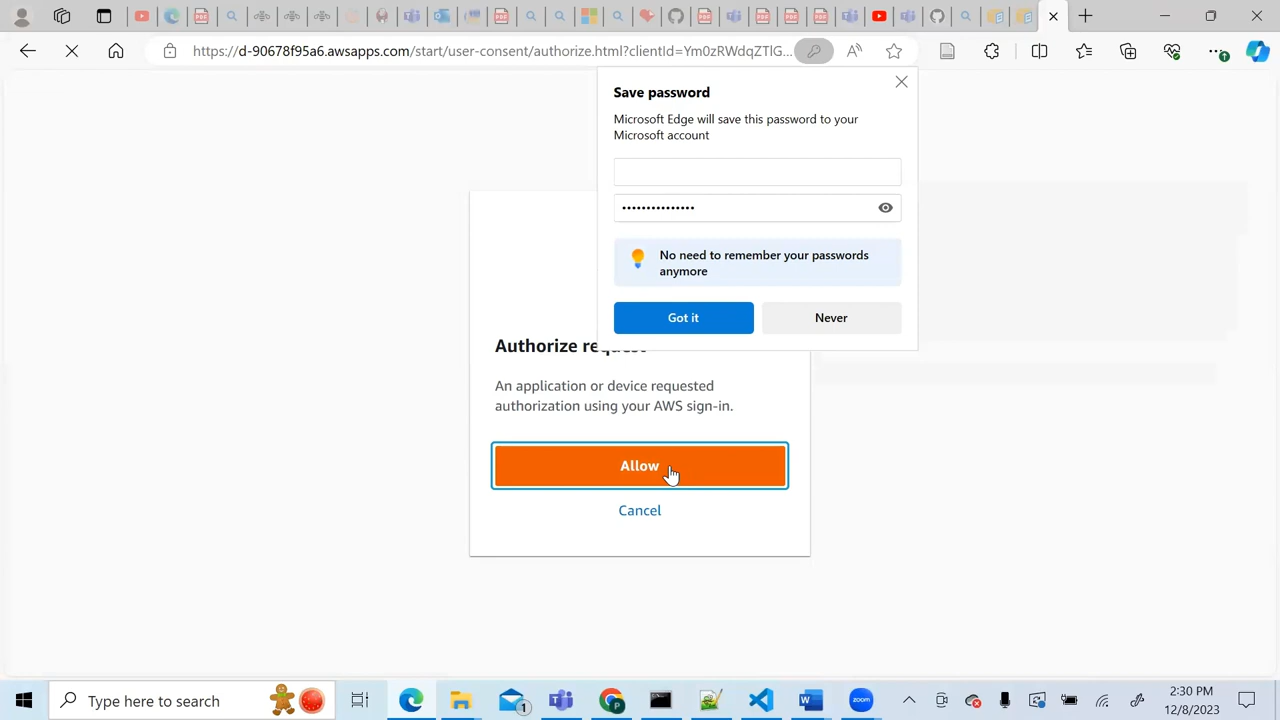 https://d-90678f95a6.awsapps.com/start/user-consent/authorize.html?clientId=Ym0zRWdqZTlG...
Save password
Microsoft Edge will save this password to your
Microsoft account
•••••••••••••••
No need to remember your passwords
anymore
Got it
Never
An application or device requested
authorization using your AWS sign-in.
Authorize
Allow
Cancel
Type here to search
1
P
W
zoom
2:30 PM
12/8/2023